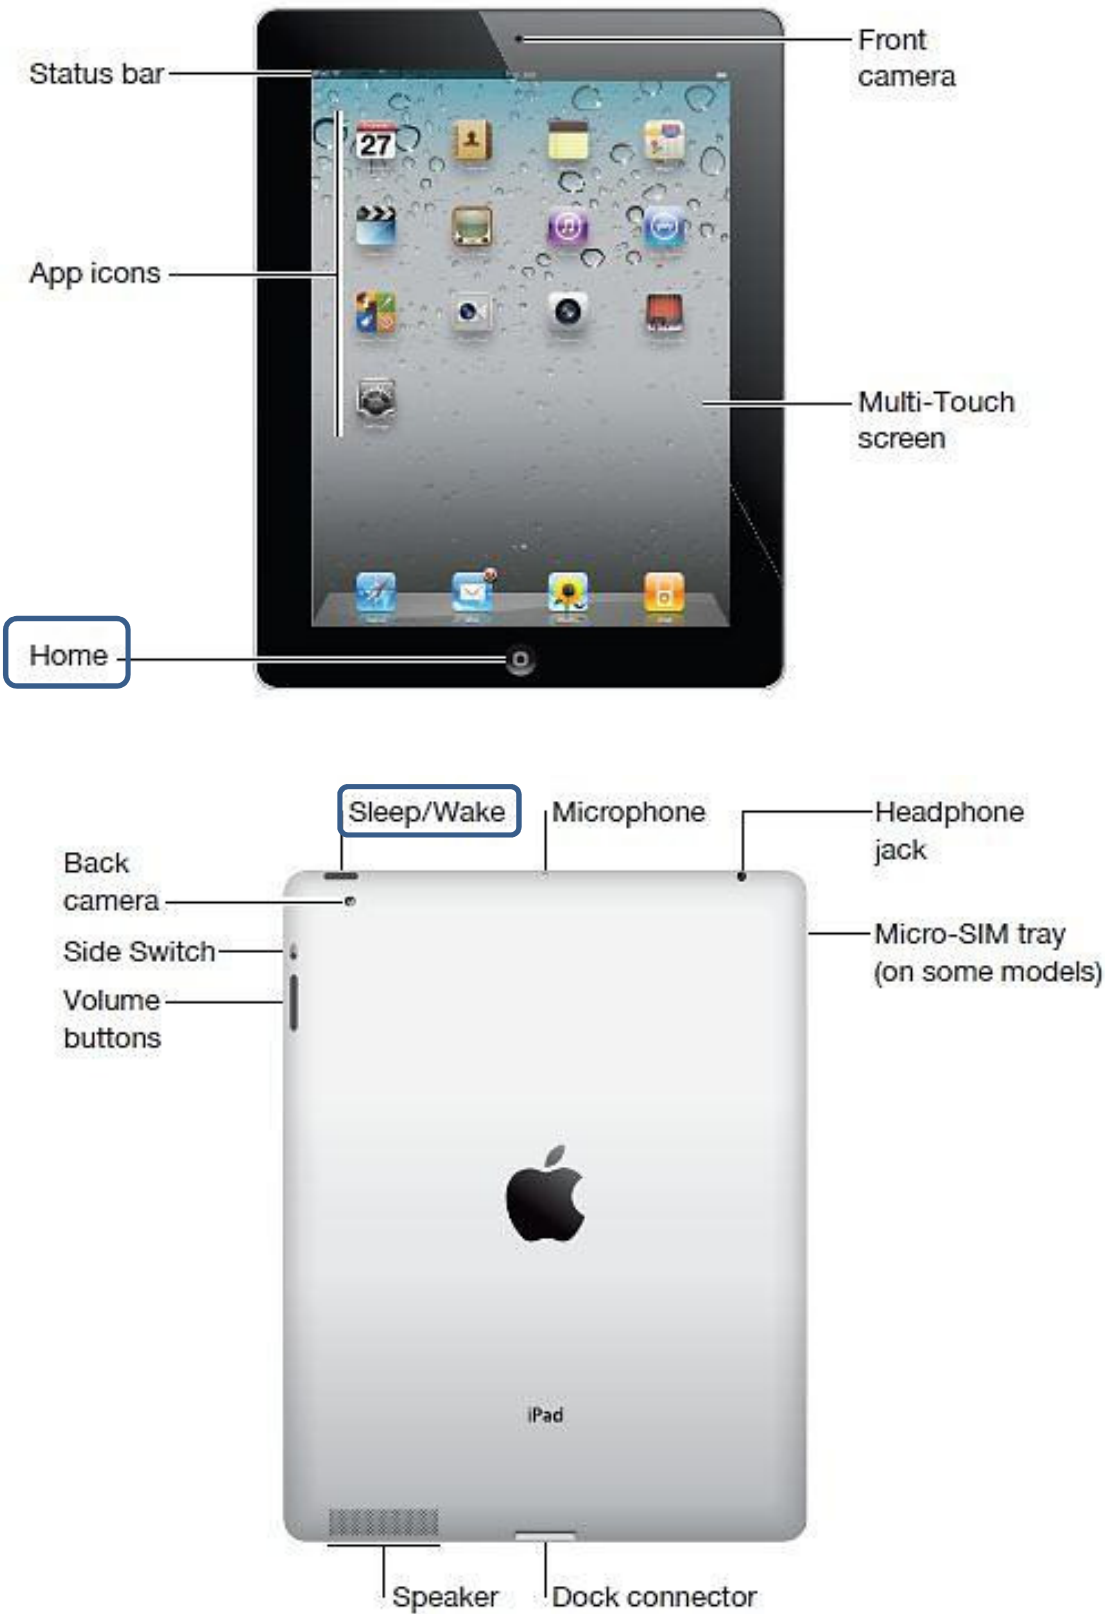 Front
camera
Status bar
27
App icons
Multi-Touch
screen
Home
Sleep/Wake
Microphone
Headphone
jack
Back
camera
Side Switch
Micro-SIM tray
(on some models)
Volume
buttons
iPad
Speaker
Dock connector